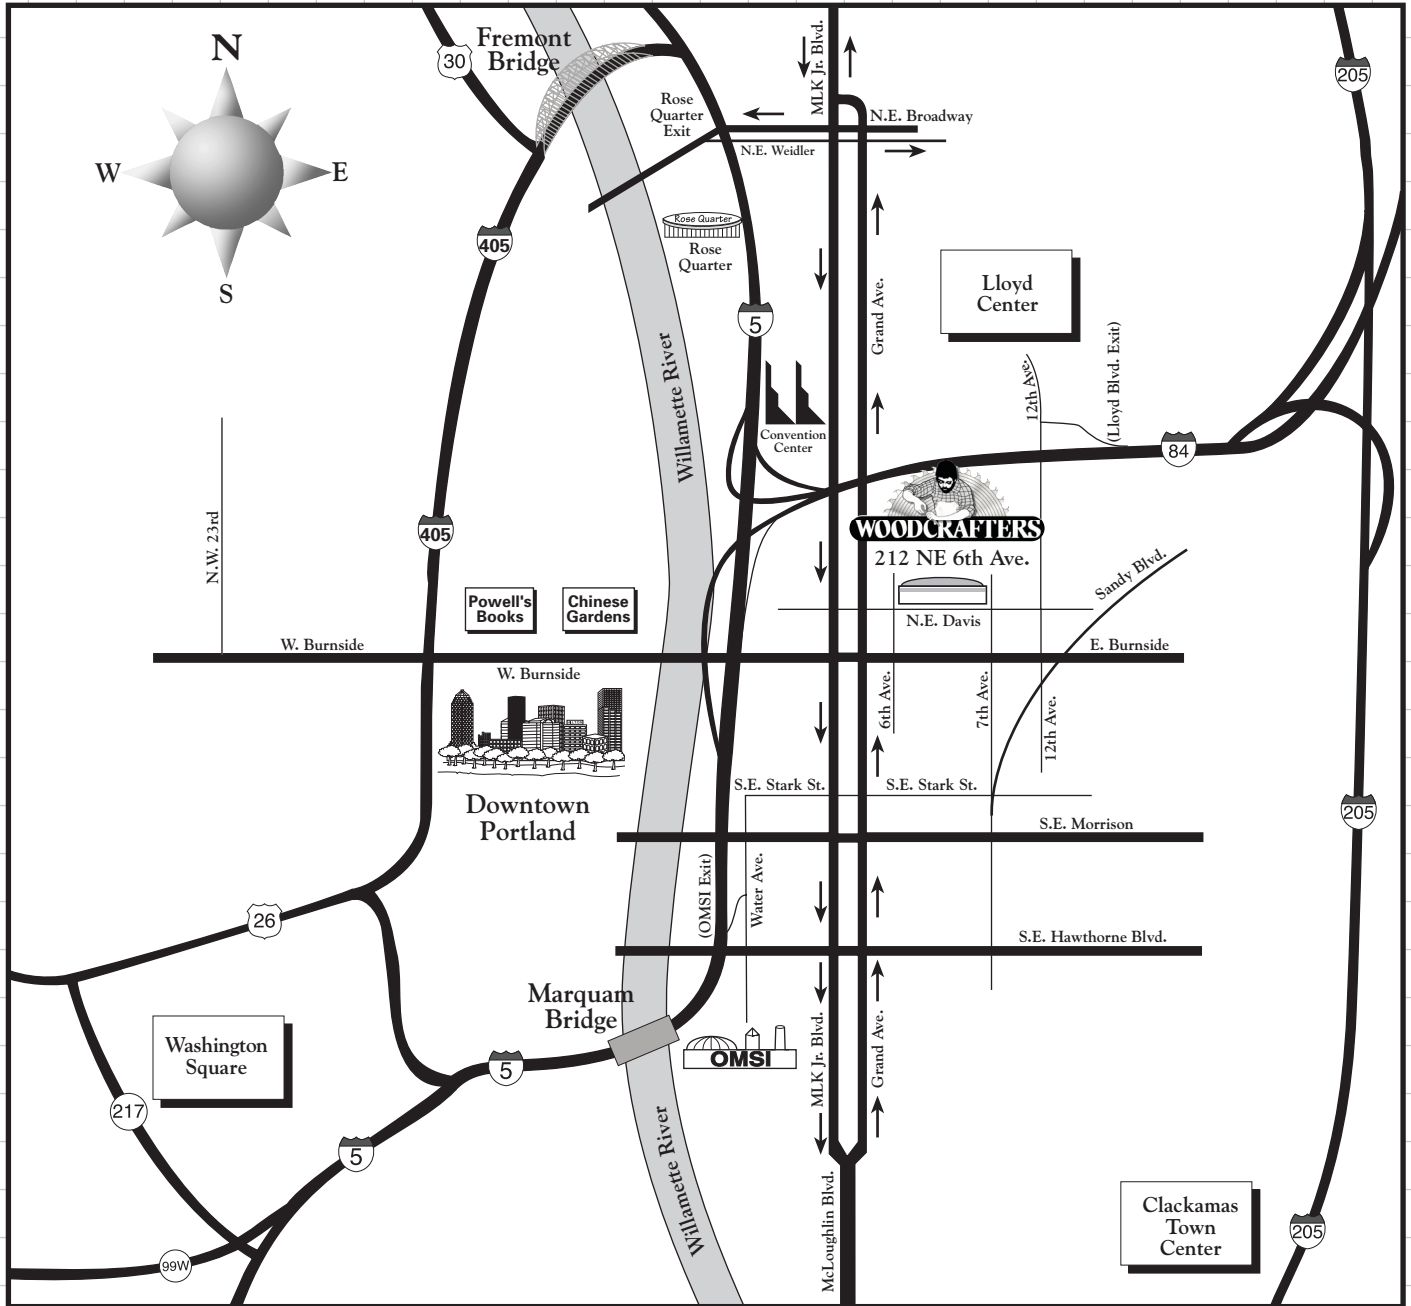 N
W
E
S
30
Fremont
Bridge
Rose
Quarter
Exit
MLK Jr. Blvd.
N.E. Broadway
N.E. Weidler
205
405
Rose Quarter
Rose
Quarter
5
Grand Ave.
Lloyd
Center
Willamette River
12th Ave.
(Lloyd Blvd. Exit)
Convention
Center
84
N.W. 23rd
405
WOODCRAFTERS
212 NE 6th Ave.
Sandy Blvd.
Powell's
Books
Chinese
Gardens
N.E. Davis
W. Burnside
W. Burnside
E. Burnside
6th Ave.
7th Ave.
12th Ave.
Downtown
Portland
S.E. Stark St.
S.E. Stark St.
S.E. Morrison
205
(OMSI Exit)
Water Ave.
26
S.E. Hawthorne Blvd.
Marquam
Bridge
Washington
Square
5
OMSI
MLK Jr. Blvd.
Grand Ave.
217
5
Willamette River
McLoughlin Blvd.
Clackamas
Town
Center
205
99W